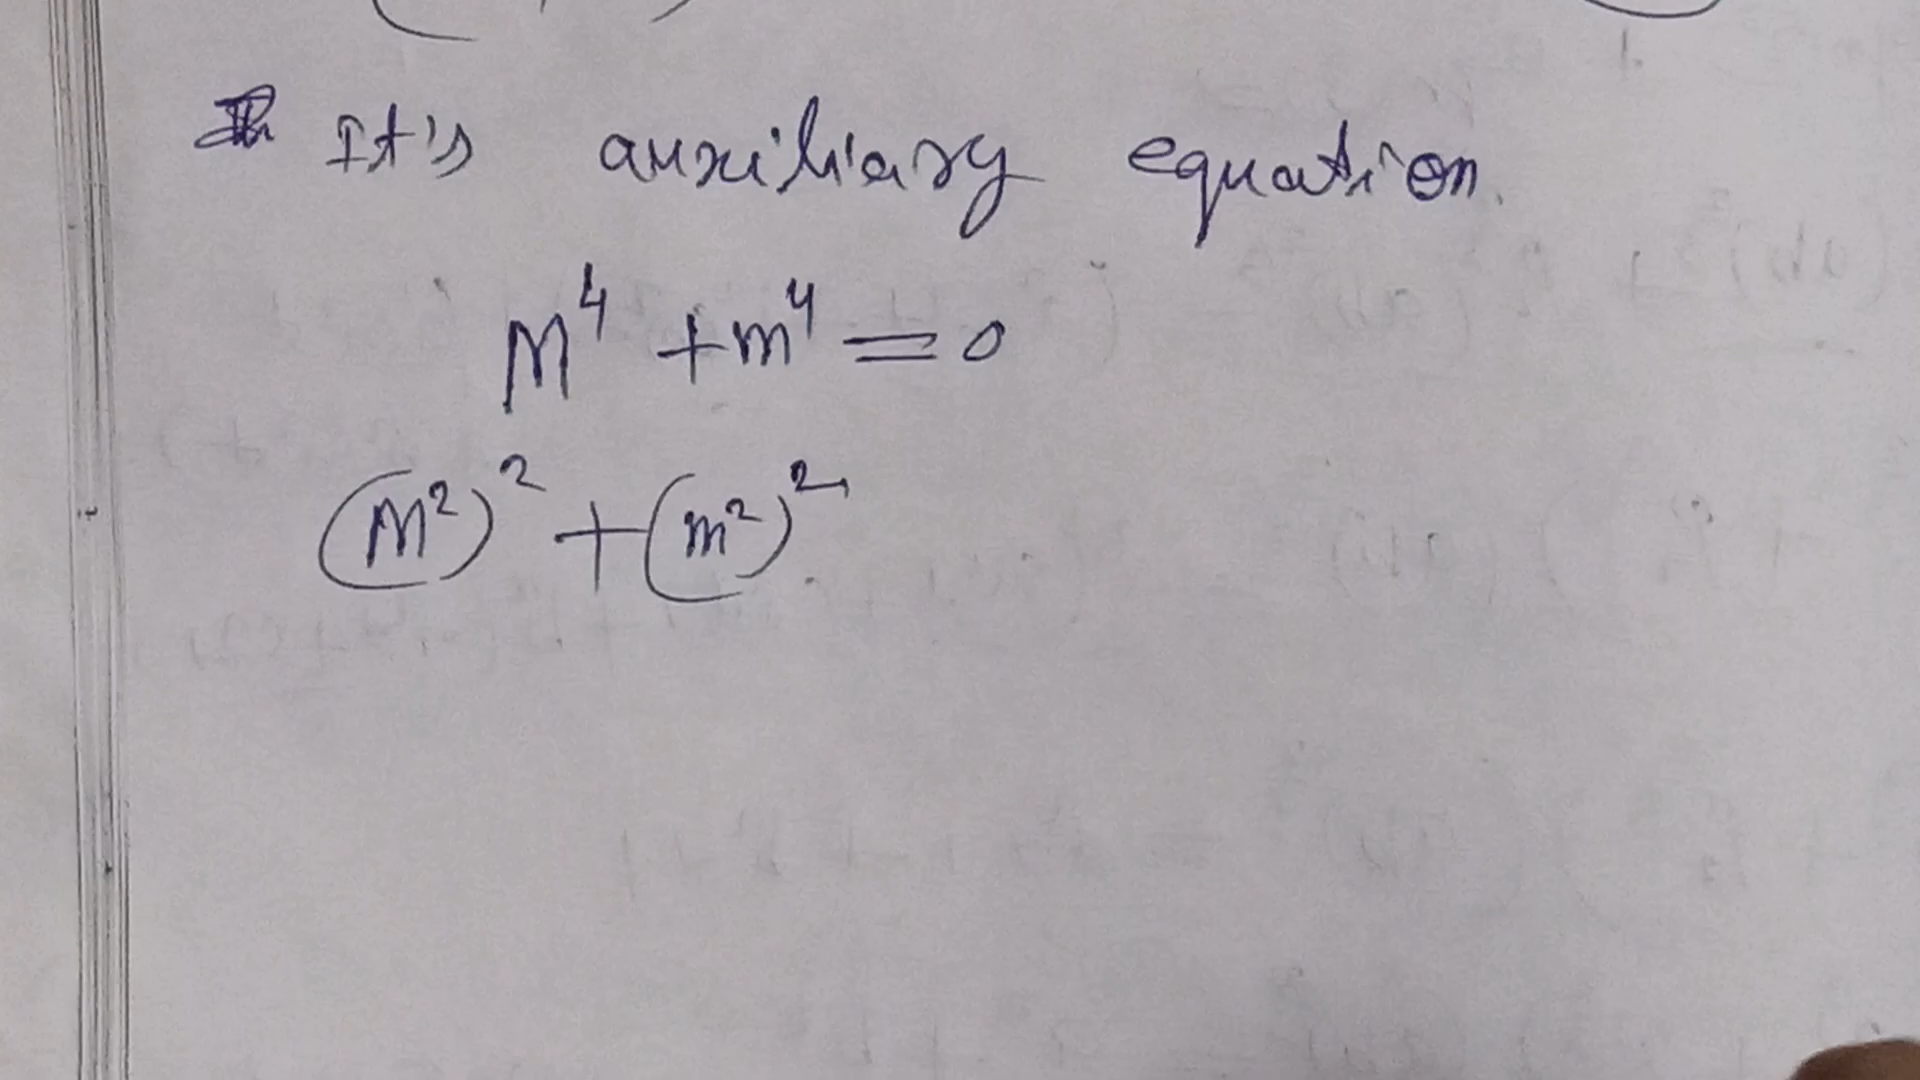 It's auxiliary equation.
M⁴ + m⁴ = 0
(M²)² + (m²)²